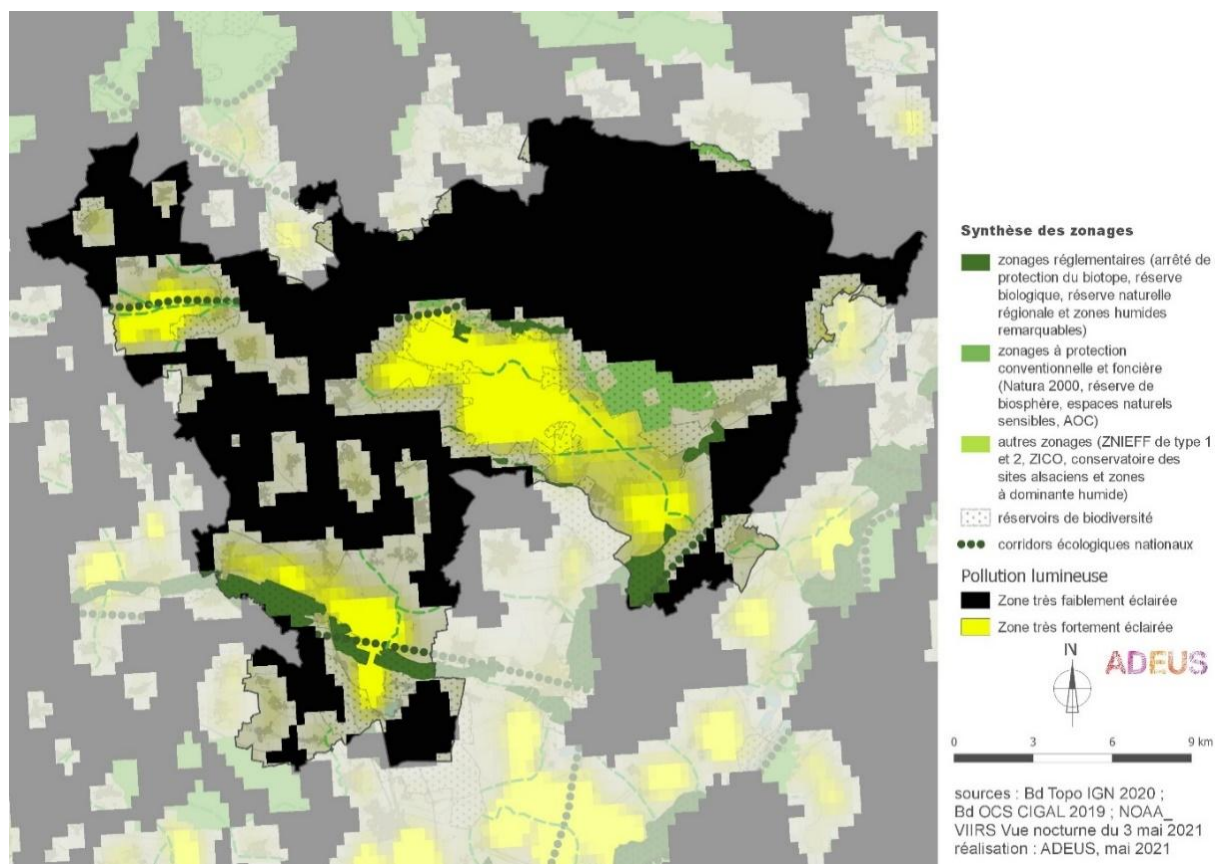 Synthèse des zonages
zonages réglementaires (arrêté de
protection du biotope, réserve
biologique, réserve naturelle
régionale et zones humides
remarquables)
zonages à protection
conventionnelle et foncière
(Natura 2000, réserve de
biosphère, espaces naturels
sensibles, AOC)
autres zonages (ZNIEFF de type 1
et 2, ZICO, conservatoire des
sites alsaciens et zones
à dominante humide)
réservoirs de biodiversité
corridors écologiques nationaux
Pollution lumineuse
Zone très faiblement éclairée
Zone très fortement éclairée
N
ADEUS
0 3 6 9 km
sources : Bd Topo IGN 2020 ;
Bd OCS CIGAL 2019 ; NOAA_
VIIRS Vue nocturne du 3 mai 2021
réalisation : ADEUS, mai 2021